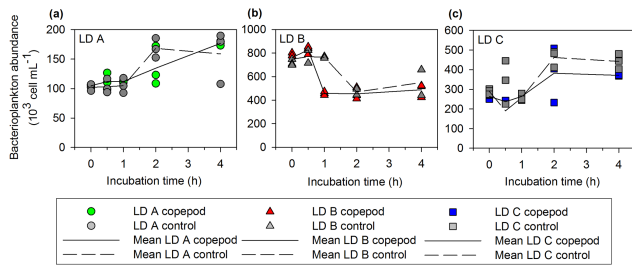 (a) LD A
(b) LD B
(c) LD C
Bacterioplankton abundance
(10³ cell mL⁻¹)
200
150
100
50
0
0 1 2 3 4
Incubation time (h)
1000
800
600
400
200
0
0 1 2 3 4
Incubation time (h)
600
500
400
300
200
100
0
0 1 2 3 4
Incubation time (h)
LD A copepod LD B copepod LD C copepod
LD A control LD B control LD C control
Mean LD A copepod Mean LD B copepod Mean LD C copepod
Mean LD A control Mean LD B control Mean LD C control